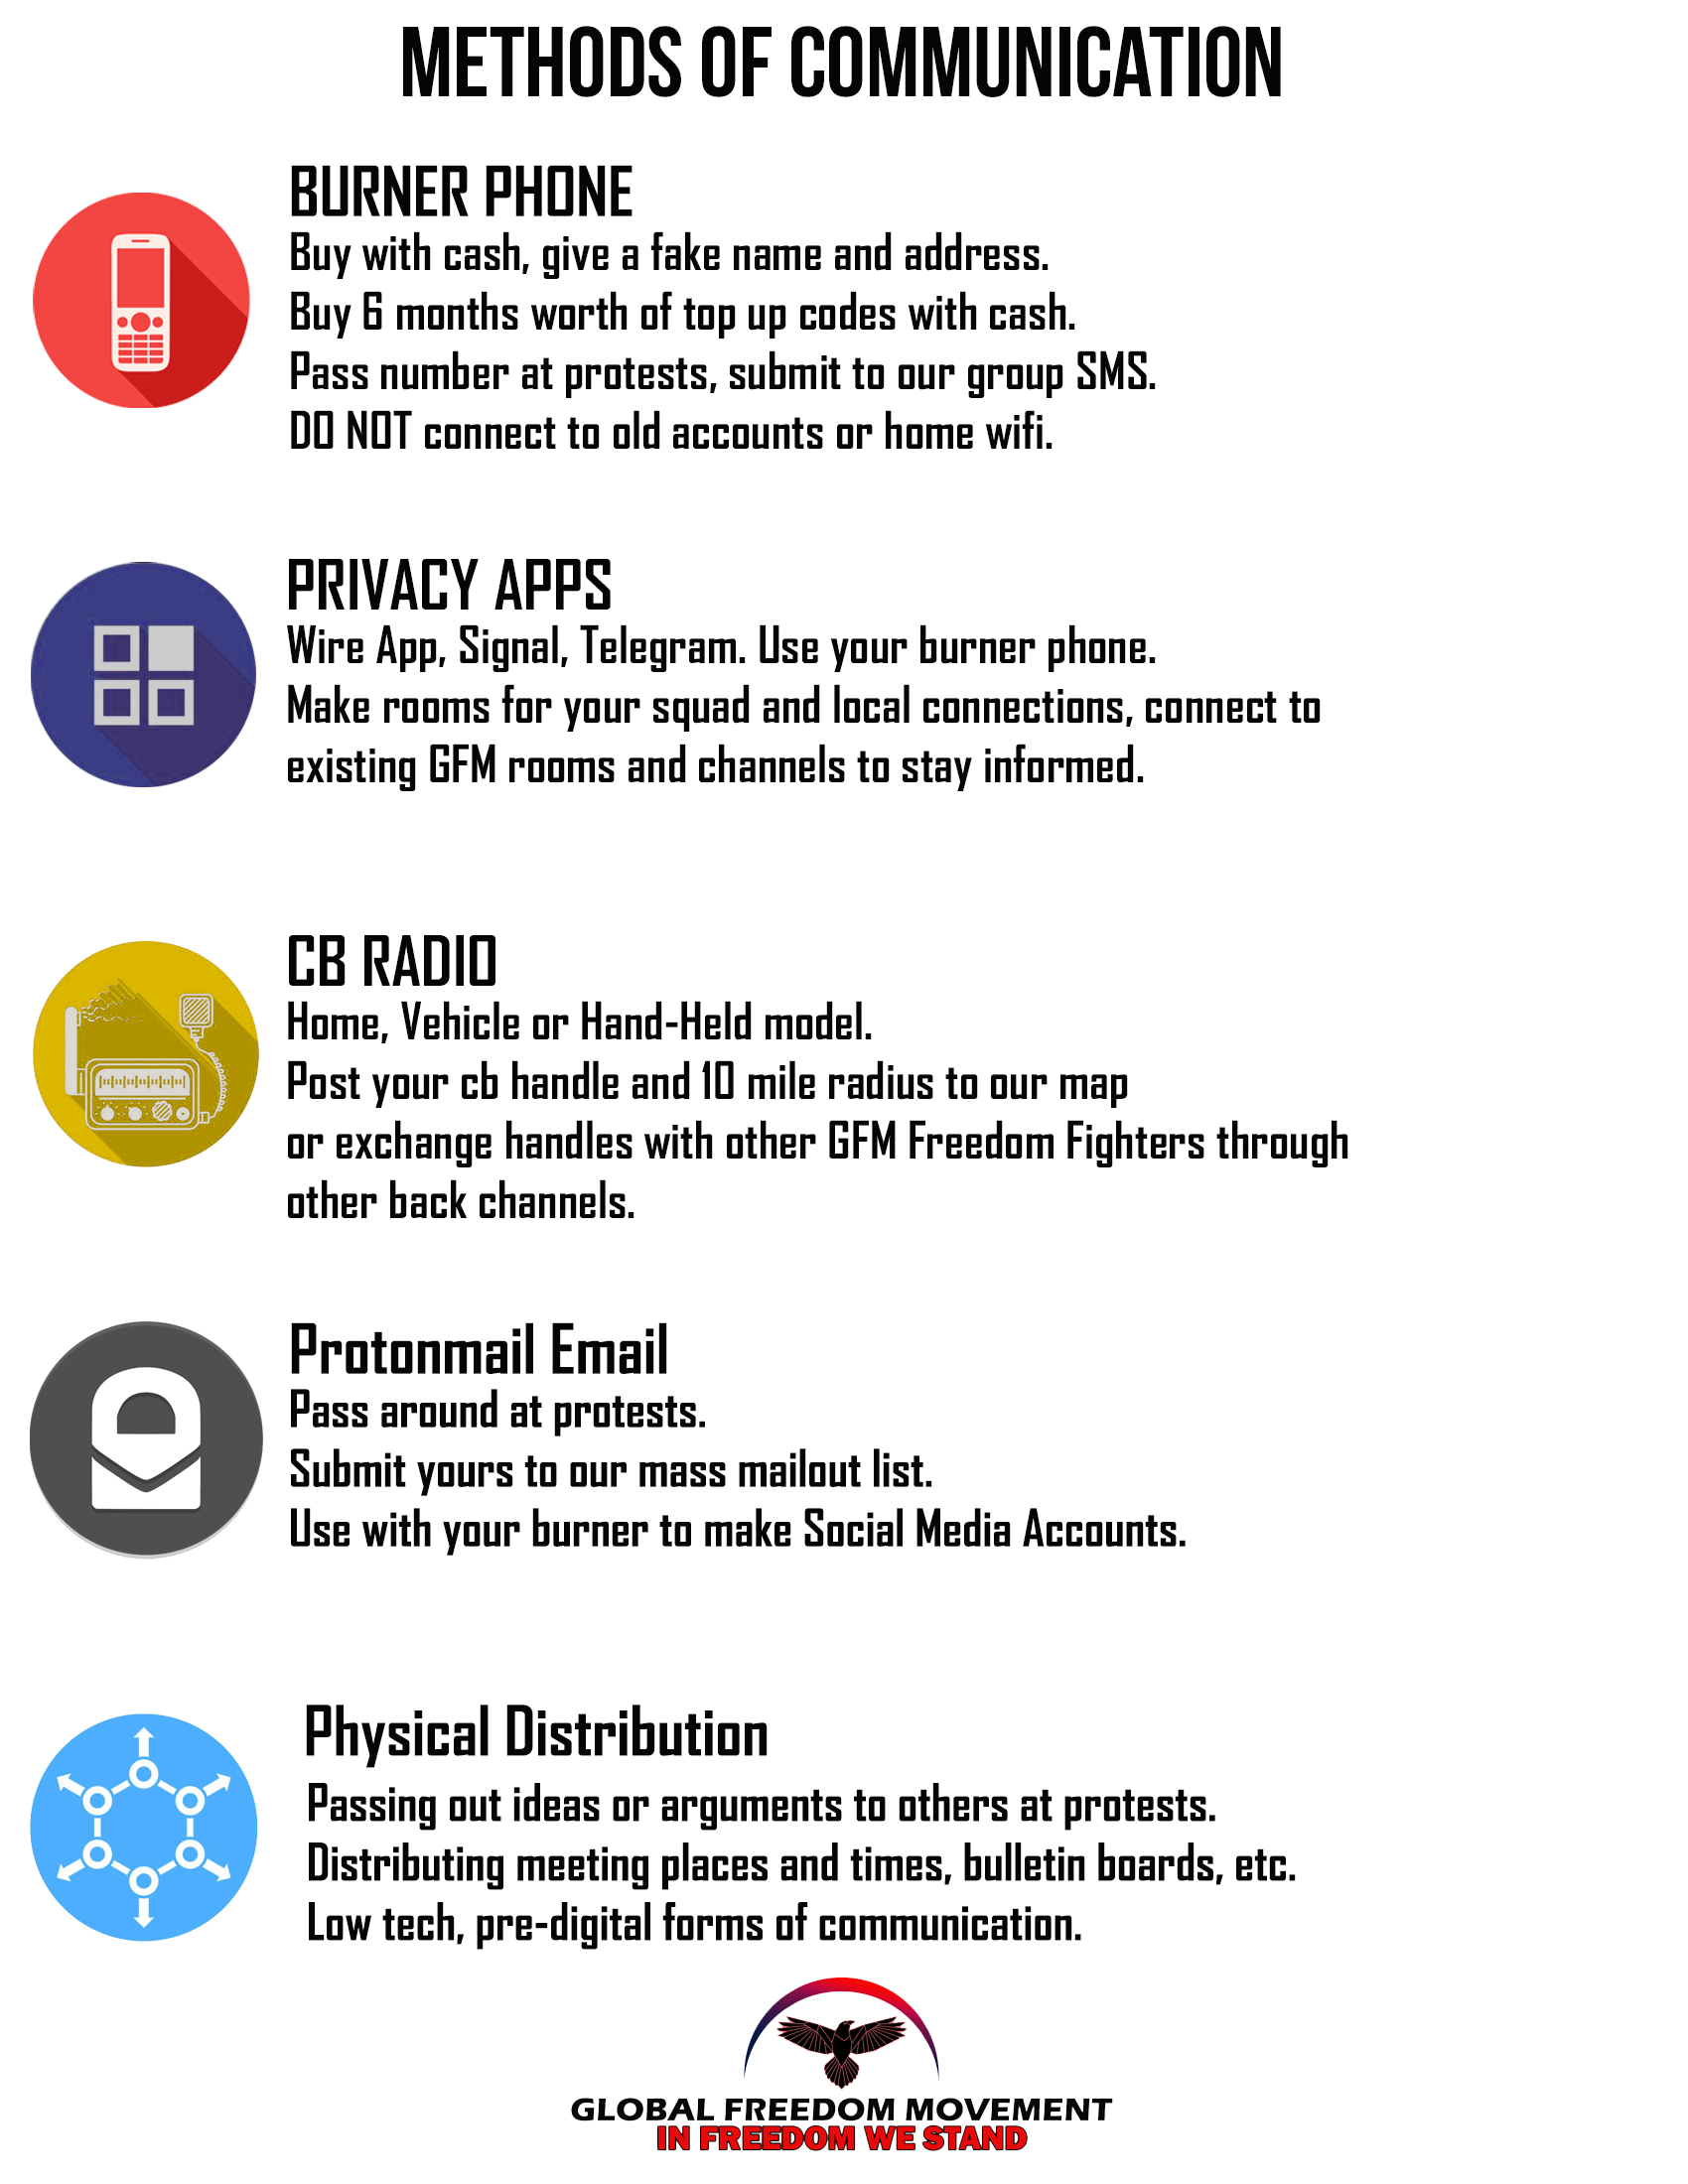 METHODS OF COMMUNICATION
BURNER PHONE
Buy with cash, give a fake name and address.
Buy 6 months worth of top up codes with cash.
Pass number at protests, submit to our group SMS.
DO NOT connect to old accounts or home wifi.
PRIVACY APPS
Wire App, Signal, Telegram. Use your burner phone.
Make rooms for your squad and local connections, connect to
existing GFM rooms and channels to stay informed.
CB RADIO
Home, Vehicle or Hand-Held model.
Post your cb handle and 10 mile radius to our map
or exchange handles with other GFM Freedom Fighters through
other back channels.
Protonmail Email
Pass around at protests.
Submit yours to our mass mailout list.
Use with your burner to make Social Media Accounts.
Physical Distribution
Passing out ideas or arguments to others at protests.
Distributing meeting places and times, bulletin boards, etc.
Low tech, pre-digital forms of communication.
GLOBAL FREEDOM MOVEMENT
IN FREEDOM WE STAND